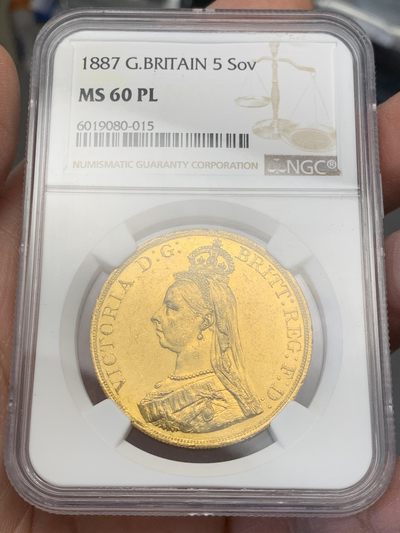 1887 G.BRITAIN 5 Sov
MS 60 PL
6019080-015
NUMISMATIC GUARANTY CORPORATION
NGC®
VICTORIA D:G: BRITT:REG:F:D: